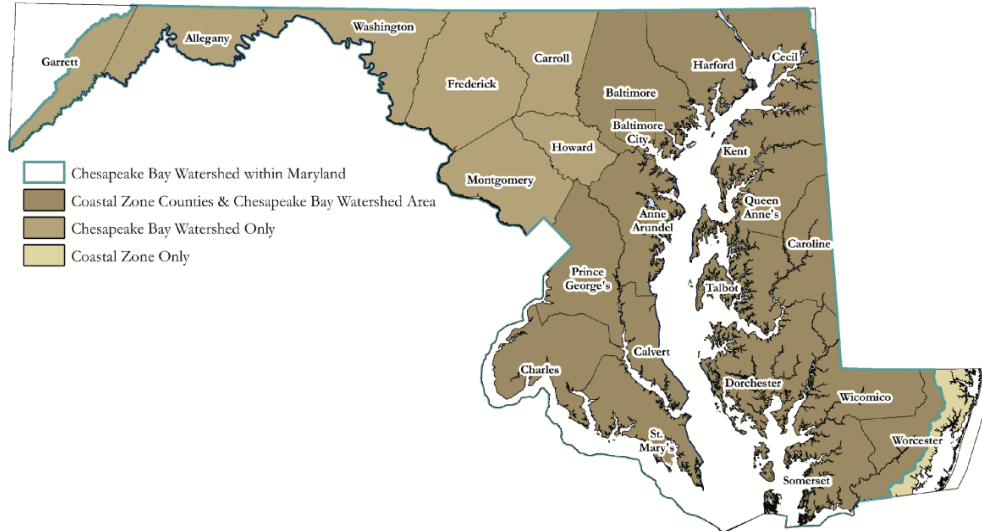 Washington
Allegany
Garrett
Carroll
Cecil
Harford
Frederick
Baltimore
Baltimore
City
Howard
Kent
Montgomery
Queen
Anne's
Anne
Arundel
Caroline
Prince
George's
Talbot
Calvert
Charles
Dorchester
Wicomico
St.
Mary's
Worcester
Somerset
Chesapeake Bay Watershed within Maryland
Coastal Zone Counties & Chesapeake Bay Watershed Area
Chesapeake Bay Watershed Only
Coastal Zone Only